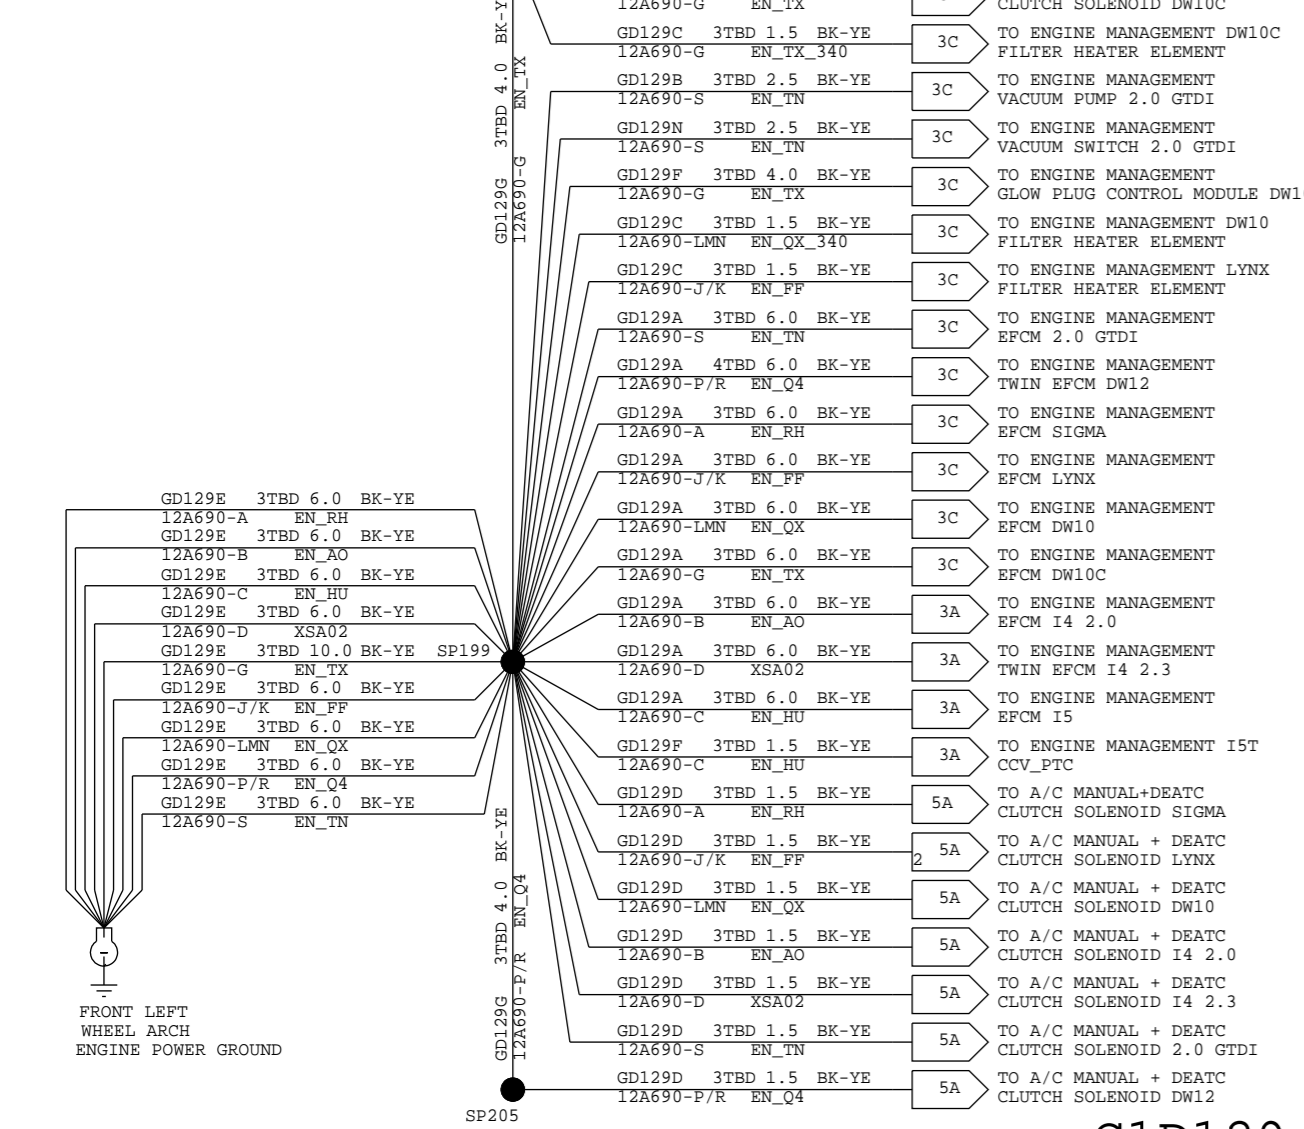 12A690-G EN_TX CLUTCH SOLENOID DW10C
GD129C 3TBD 1.5 BK-YE 3C TO ENGINE MANAGEMENT DW10C
12A690-G EN_TX_340 FILTER HEATER ELEMENT
GD129B 3TBD 2.5 BK-YE 3C TO ENGINE MANAGEMENT
12A690-S EN_TN VACUUM PUMP 2.0 GTDI
GD129N 3TBD 2.5 BK-YE 3C TO ENGINE MANAGEMENT
12A690-S EN_TN VACUUM SWITCH 2.0 GTDI
GD129F 3TBD 4.0 BK-YE 3C TO ENGINE MANAGEMENT
12A690-G EN_TX GLOW PLUG CONTROL MODULE DW1
GD129C 3TBD 1.5 BK-YE 3C TO ENGINE MANAGEMENT DW10
12A690-LMN EN_QX_340 FILTER HEATER ELEMENT
GD129C 3TBD 1.5 BK-YE 3C TO ENGINE MANAGEMENT LYNX
12A690-J/K EN_FF FILTER HEATER ELEMENT
GD129A 3TBD 6.0 BK-YE 3C TO ENGINE MANAGEMENT
12A690-S EN_TN EFCM 2.0 GTDI
GD129A 4TBD 6.0 BK-YE 3C TO ENGINE MANAGEMENT
12A690-P/R EN_Q4 TWIN EFCM DW12
GD129A 3TBD 6.0 BK-YE 3C TO ENGINE MANAGEMENT
12A690-A EN_RH EFCM SIGMA
GD129A 3TBD 6.0 BK-YE 3C TO ENGINE MANAGEMENT
12A690-J/K EN_FF EFCM LYNX
GD129A 3TBD 6.0 BK-YE 3C TO ENGINE MANAGEMENT
12A690-LMN EN_QX EFCM DW10
GD129A 3TBD 6.0 BK-YE 3C TO ENGINE MANAGEMENT
12A690-G EN_TX EFCM DW10C
GD129A 3TBD 6.0 BK-YE 3A TO ENGINE MANAGEMENT
12A690-B EN_AO EFCM I4 2.0
GD129A 3TBD 6.0 BK-YE 3A TO ENGINE MANAGEMENT
12A690-D XSA02 TWIN EFCM I4 2.3
GD129A 3TBD 6.0 BK-YE 3A TO ENGINE MANAGEMENT
12A690-C EN_HU EFCM I5
GD129F 3TBD 1.5 BK-YE 3A TO ENGINE MANAGEMENT I5T
12A690-C EN_HU CCV_PTC
GD129D 3TBD 1.5 BK-YE 5A TO A/C MANUAL+DEATC
12A690-A EN_RH CLUTCH SOLENOID SIGMA
GD129D 3TBD 1.5 BK-YE 5A TO A/C MANUAL + DEATC
12A690-J/K EN_FF 2 CLUTCH SOLENOID LYNX
GD129D 3TBD 1.5 BK-YE 5A TO A/C MANUAL + DEATC
12A690-LMN EN_QX CLUTCH SOLENOID DW10
GD129D 3TBD 1.5 BK-YE 5A TO A/C MANUAL + DEATC
12A690-B EN_AO CLUTCH SOLENOID I4 2.0
GD129D 3TBD 1.5 BK-YE 5A TO A/C MANUAL + DEATC
12A690-D XSA02 CLUTCH SOLENOID I4 2.3
GD129D 3TBD 1.5 BK-YE 5A TO A/C MANUAL + DEATC
12A690-S EN_TN CLUTCH SOLENOID 2.0 GTDI
GD129D 3TBD 1.5 BK-YE 5A TO A/C MANUAL + DEATC
12A690-P/R EN_Q4 CLUTCH SOLENOID DW12
GD129G 3TBD 4.0 BK-Y
12A690-G EN_TX
GD129E 3TBD 6.0 BK-YE
12A690-A EN_RH
GD129E 3TBD 6.0 BK-YE
12A690-B EN_AO
GD129E 3TBD 6.0 BK-YE
12A690-C EN_HU
GD129E 3TBD 6.0 BK-YE
12A690-D XSA02
GD129E 3TBD 10.0 BK-YE SP199
12A690-G EN_TX
GD129E 3TBD 6.0 BK-YE
12A690-J/K EN_FF
GD129E 3TBD 6.0 BK-YE
12A690-LMN EN_QX
GD129E 3TBD 6.0 BK-YE
12A690-P/R EN_Q4
GD129E 3TBD 6.0 BK-YE
12A690-S EN_TN
GD129G 3TBD 4.0 BK-YE
12A690-P/R EN_Q4
FRONT LEFT
WHEEL ARCH
ENGINE POWER GROUND
SP205